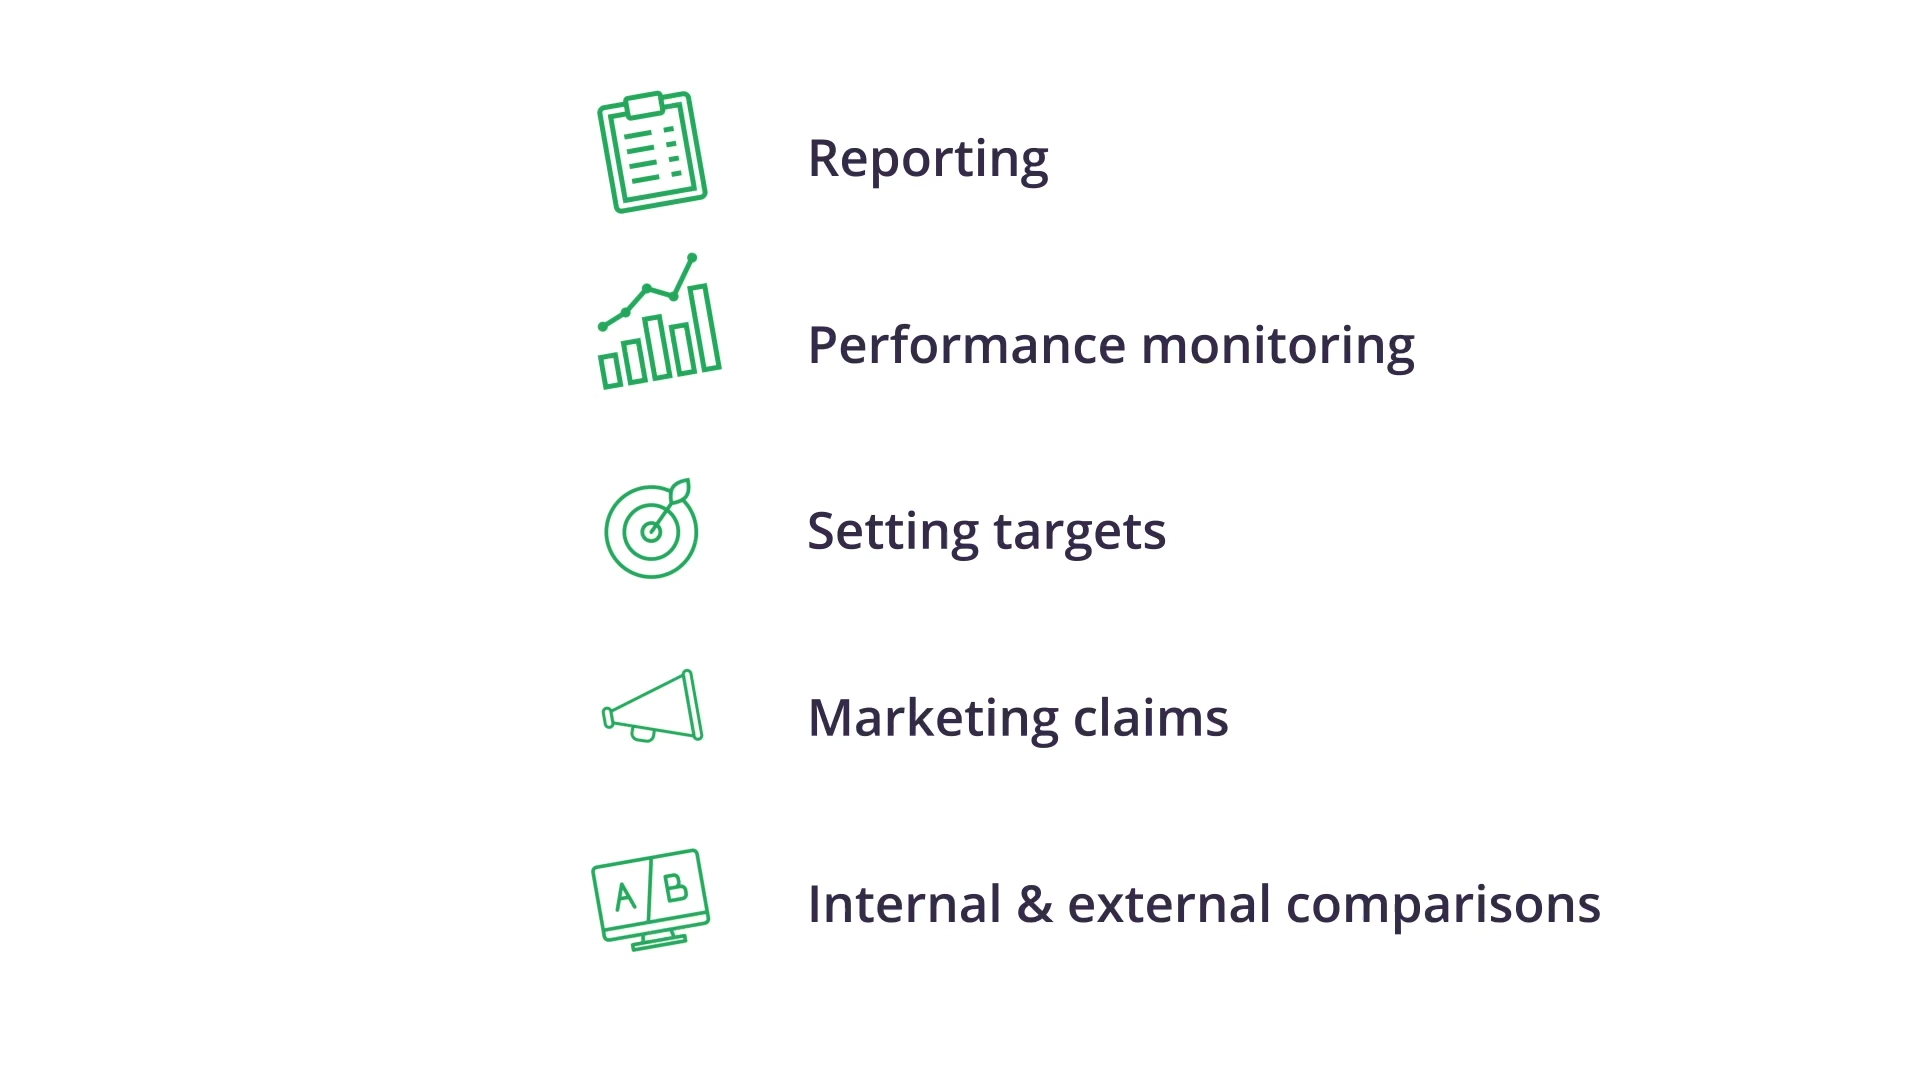 Reporting
Performance monitoring
Setting targets
Marketing claims
A B
Internal & external comparisons